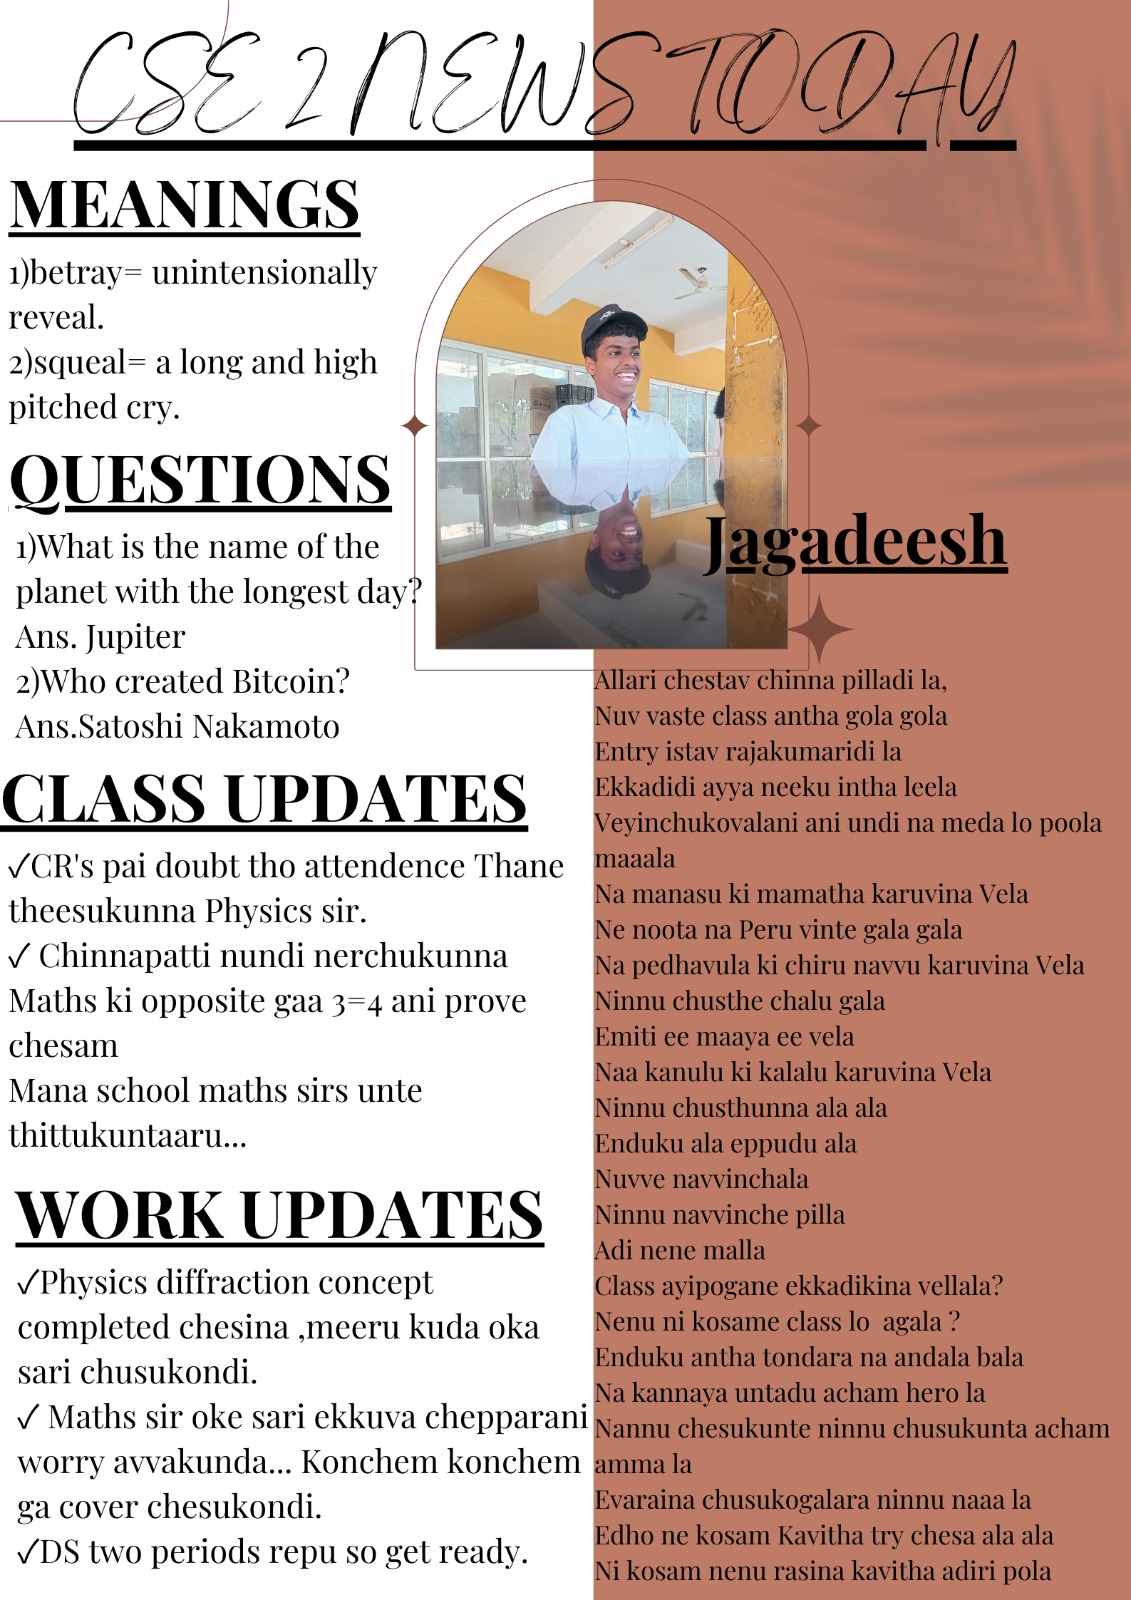 CSE 2 NEWS TODAY
MEANINGS
1)betray= unintensionally
reveal.
2)squeal= a long and high
pitched cry.
QUESTIONS
1)What is the name of the
planet with the longest day?
Ans. Jupiter
2)Who created Bitcoin?
Ans.Satoshi Nakamoto
CLASS UPDATES
✓CR's pai doubt tho attendence Thane
theesukunna Physics sir.
✓ Chinnapatti nundi nerchukunna
Maths ki opposite gaa 3=4 ani prove
chesam
Mana school maths sirs unte
thittukuntaaru...
WORK UPDATES
✓Physics diffraction concept
completed chesina ,meeru kuda oka
sari chusukondi.
✓ Maths sir oke sari ekkuva chepparani
worry avvakunda... Konchem konchem
ga cover chesukondi.
✓DS two periods repu so get ready.
Jagadeesh
Allari chestav chinna pilladi la,
Nuv vaste class antha gola gola
Entry istav rajakumaridi la
Ekkadidi ayya neeku intha leela
Veyinchukovalani ani undi na meda lo poola
maaala
Na manasu ki mamatha karuvina Vela
Ne noota na Peru vinte gala gala
Na pedhavula ki chiru navvu karuvina Vela
Ninnu chusthe chalu gala
Emiti ee maaya ee vela
Naa kanulu ki kalalu karuvina Vela
Ninnu chusthunna ala ala
Enduku ala eppudu ala
Nuvve navvinchala
Ninnu navvinche pilla
Adi nene malla
Class ayipogane ekkadikina vellala?
Nenu ni kosame class lo  agala ?
Enduku antha tondara na andala bala
Na kannaya untadu acham hero la
Nannu chesukunte ninnu chusukunta acham
amma la
Evaraina chusukogalara ninnu naaa la
Edho ne kosam Kavitha try chesa ala ala
Ni kosam nenu rasina kavitha adiri pola